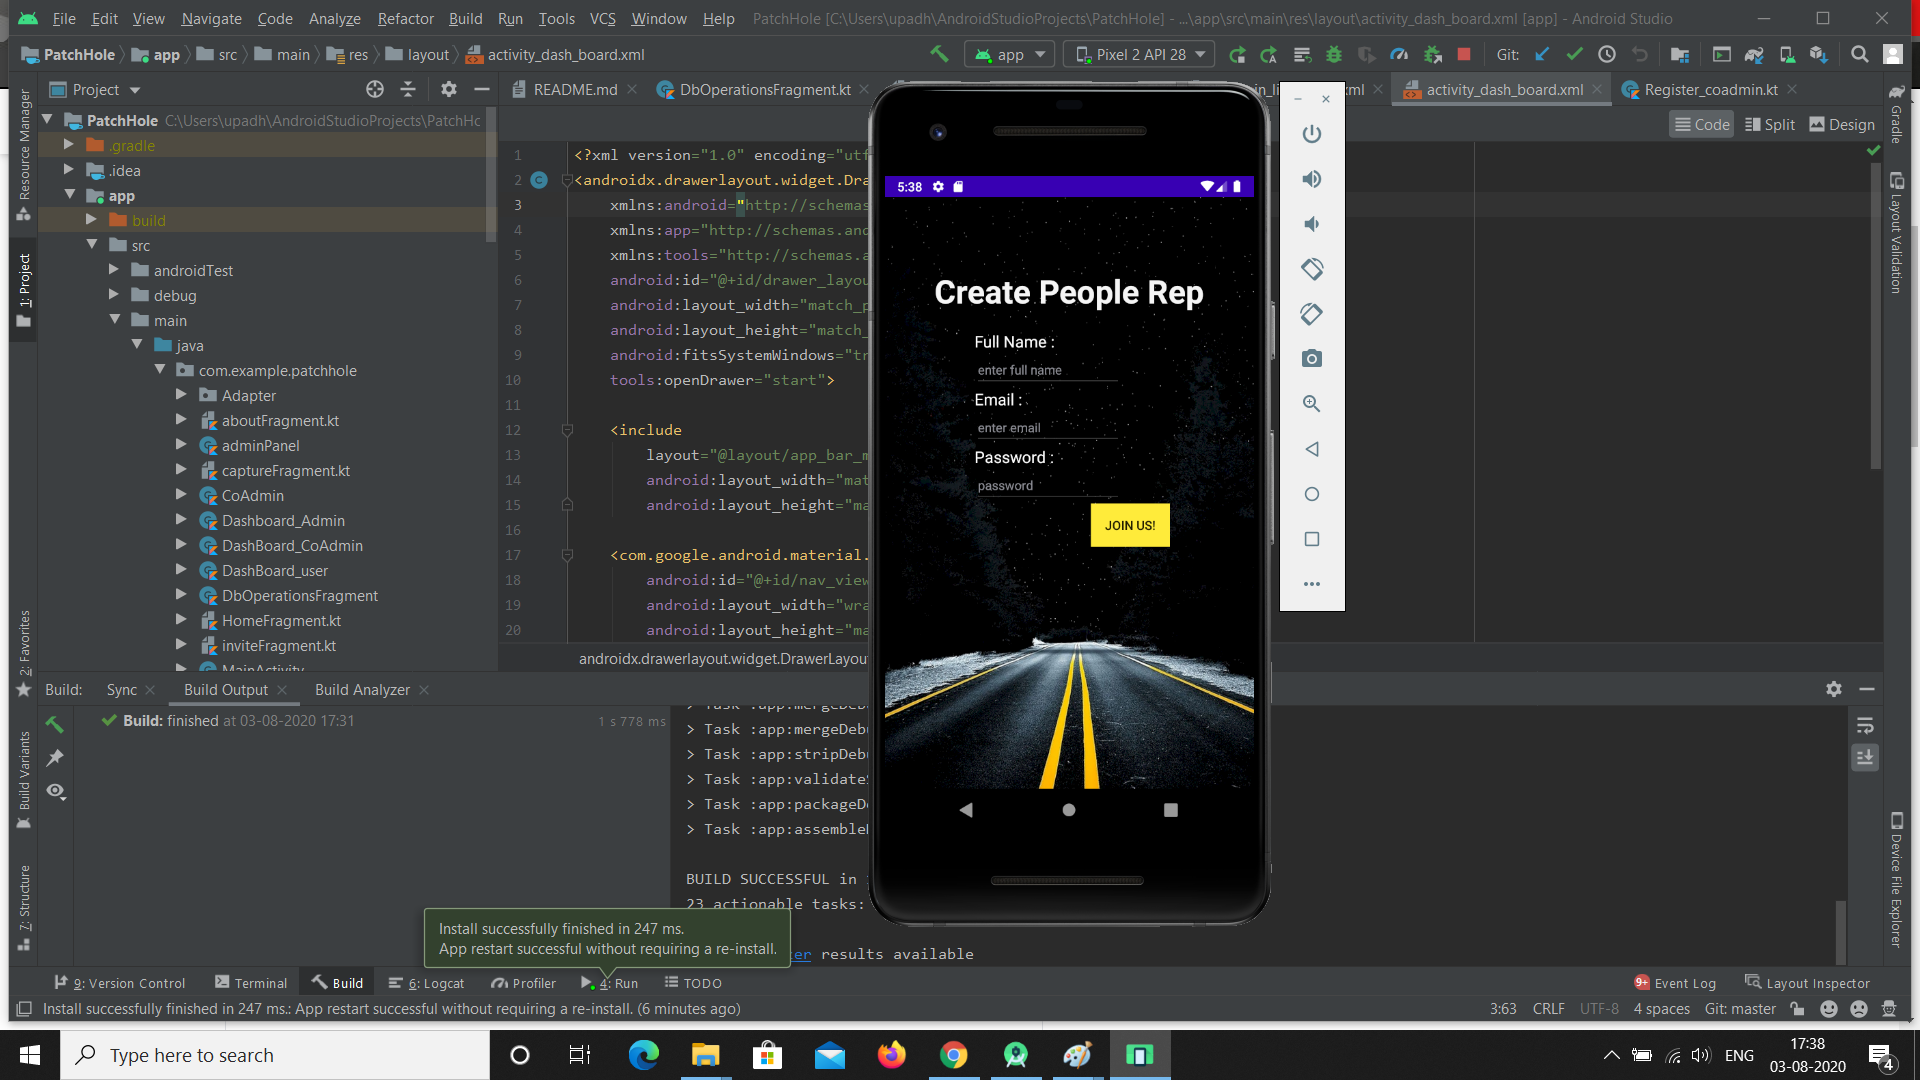 File Edit View Navigate Code Analyze Refactor Build Run Tools VCS Window Help PatchHole [C:\Users\upadh\AndroidStudioProjects\PatchHole] - ...\app\src\main\res\layout\activity_dash_board.xml [app] - Android Studio
PatchHole app src main res layout activity_dash_board.xml app Pixel 2 API 28 Git:
Project README.md DbOperationsFragment.kt activity_dash_board.xml Register_coadmin.kt
Code Split Design
Resource Manager
1: Project
2: Favorites
Build Variants
7: Structure
PatchHole C:\Users\upadh\AndroidStudioProjects\PatchHc
.gradle
.idea
app
build
src
androidTest
debug
main
java
com.example.patchhole
Adapter
aboutFragment.kt
adminPanel
captureFragment.kt
CoAdmin
Dashboard_Admin
DashBoard_CoAdmin
DashBoard_user
DbOperationsFragment
HomeFragment.kt
inviteFragment.kt
MainActivity
1 <?xml version="1.0" encoding="utf
2 <androidx.drawerlayout.widget.Dra
3 xmlns:android="http://schemas
4 xmlns:app="http://schemas.and
5 xmlns:tools="http://schemas.a
6 android:id="@+id/drawer_layou
7 android:layout_width="match_p
8 android:layout_height="match_
9 android:fitsSystemWindows="tr
10 tools:openDrawer="start">
11
12 <include
13 layout="@layout/app_bar_m
14 android:layout_width="mat
15 android:layout_height="ma
16
17 <com.google.android.material.
18 android:id="@+id/nav_view
19 android:layout_width="wra
20 android:layout_height="ma
androidx.drawerlayout.widget.DrawerLayou
5:38
Create People Rep
Full Name :
enter full name
Email :
enter email
Password :
password
JOIN US!
Gradle
Layout Validation
Device File Explorer
Build: Sync Build Output Build Analyzer
Build: finished at 03-08-2020 17:31 1 s 778 ms
> Task :app:mergeDe
> Task :app:mergeDebu
> Task :app:stripDebu
> Task :app:validateS
> Task :app:packageDe
> Task :app:assemble
BUILD SUCCESSFUL in
23 actionable tasks:
results available
Install successfully finished in 247 ms.
App restart successful without requiring a re-install.
9: Version Control Terminal Build 6: Logcat Profiler 4: Run TODO 9+ Event Log Layout Inspector
Install successfully finished in 247 ms.: App restart successful without requiring a re-install. (6 minutes ago) 3:63 CRLF UTF-8 4 spaces Git: master
Type here to search ENG 17:38
03-08-2020
4